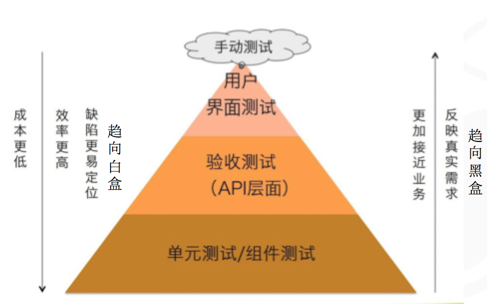 手动测试
用户
界面测试
验收测试
（API层面）
单元测试/组件测试
成本更低
效率更高
缺陷更易定位
趋向白盒
更加接近业务
反映真实需求
趋向黑盒